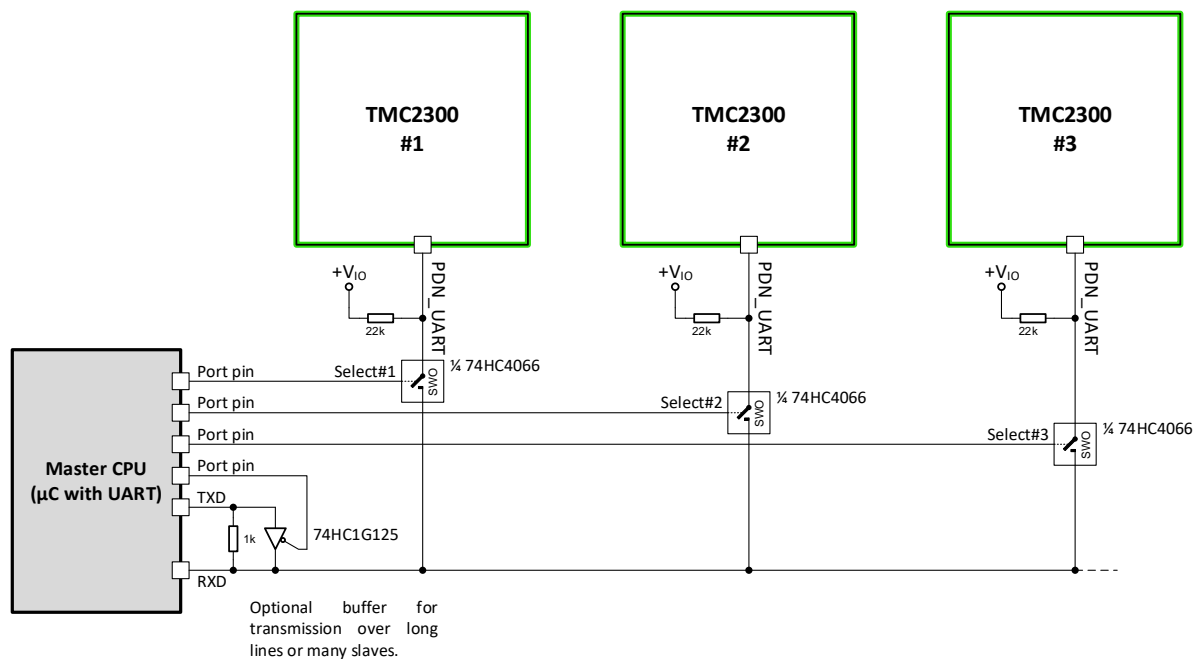 TMC2300
#1
TMC2300
#2
TMC2300
#3
+VIO
22k
PDN_UART
+VIO
22k
PDN_UART
+VIO
22k
PDN_UART
Port pin
Select#1
SWO
¼ 74HC4066
Port pin
Select#2
SWO
¼ 74HC4066
Port pin
Select#3
SWO
¼ 74HC4066
Port pin
Master CPU
(µC with UART)
TXD
1k
74HC1G125
RXD
Optional buffer for
transmission over long
lines or many slaves.